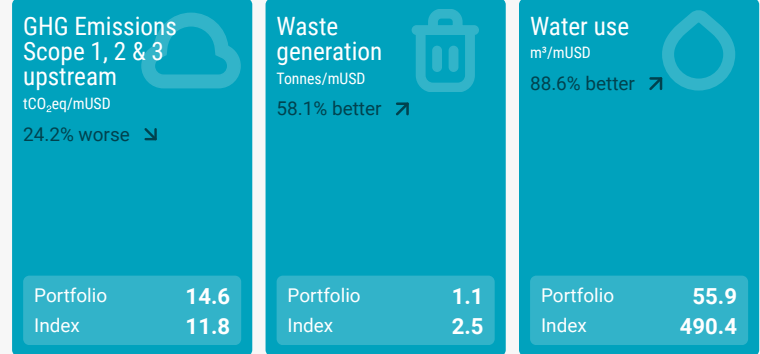 GHG Emissions
Scope 1, 2 & 3
upstream
tCO₂eq/mUSD
24.2% worse
Portfolio 14.6
Index 11.8
Waste
generation
Tonnes/mUSD
58.1% better
Portfolio 1.1
Index 2.5
Water use
m³/mUSD
88.6% better
Portfolio 55.9
Index 490.4